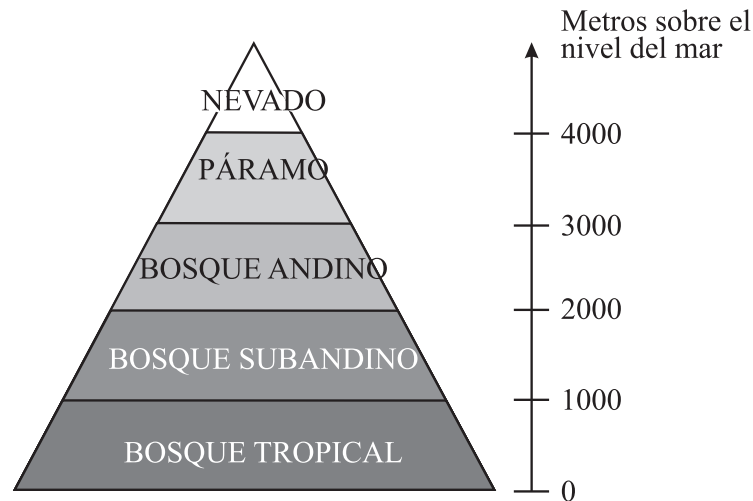 Metros sobre el
nivel del mar
NEVADO
4000
PÁRAMO
3000
BOSQUE ANDINO
2000
BOSQUE SUBANDINO
1000
BOSQUE TROPICAL
0